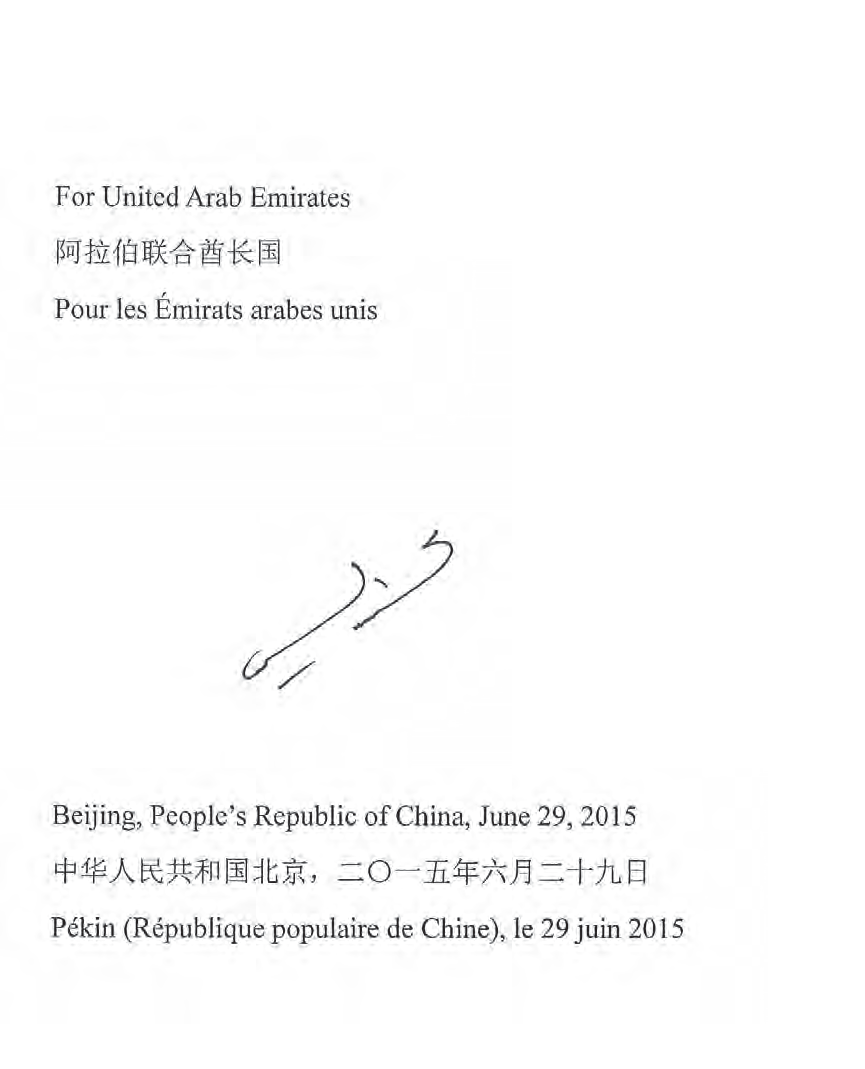 For United Arab Emirates
阿拉伯联合酋长国
Pour les Émirats arabes unis
Beijing, People's Republic of China, June 29, 2015
中华人民共和国北京，二〇一五年六月二十九日
Pékin (République populaire de Chine), le 29 juin 2015